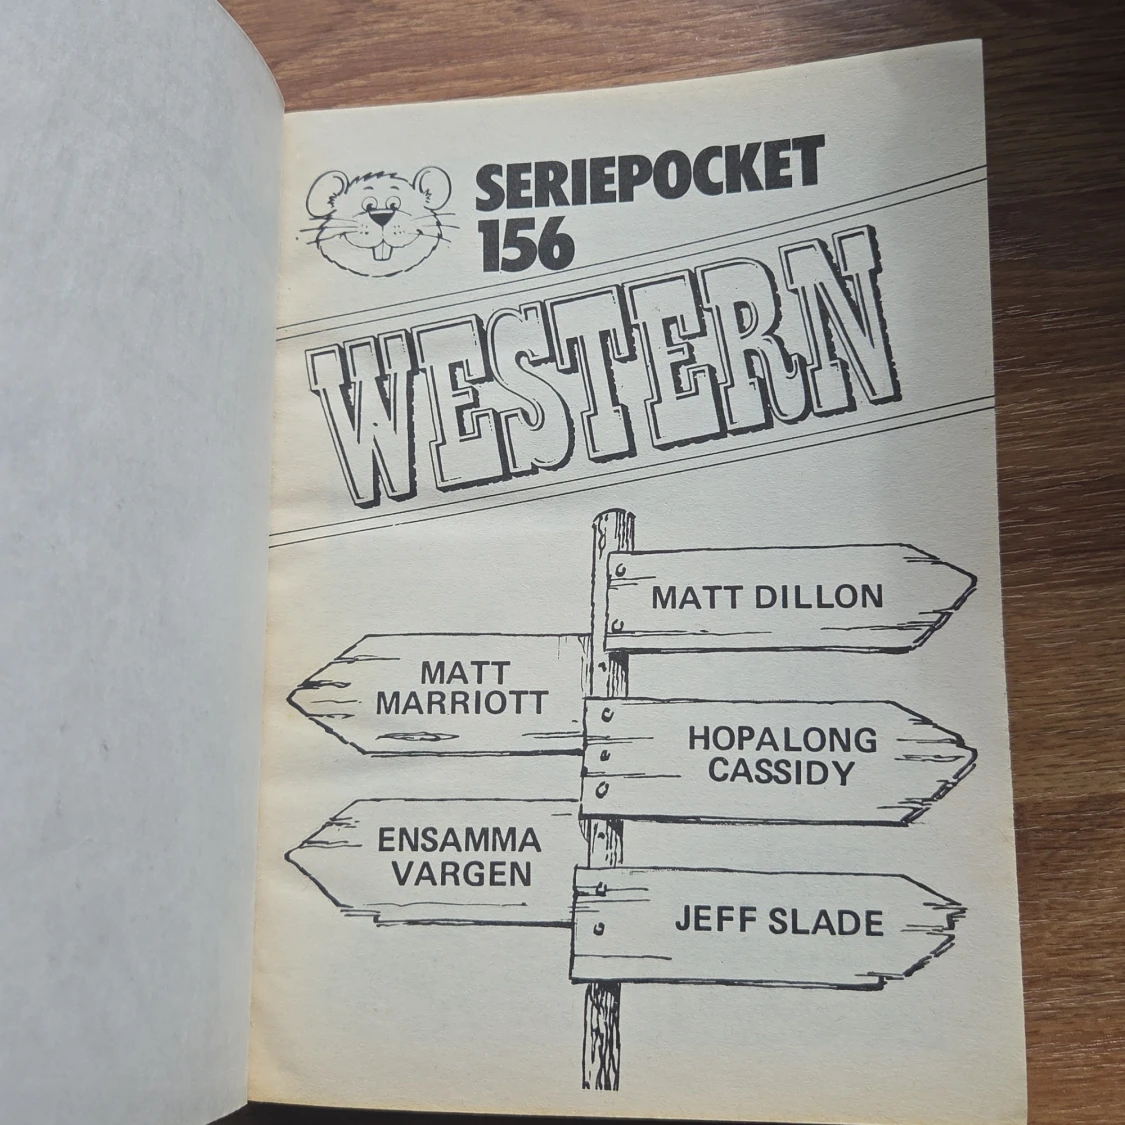 SERIEPOCKET
156
WESTERN
MATT DILLON
MATT
MARRIOTT
HOPALONG
CASSIDY
ENSAMMA
VARGEN
JEFF SLADE